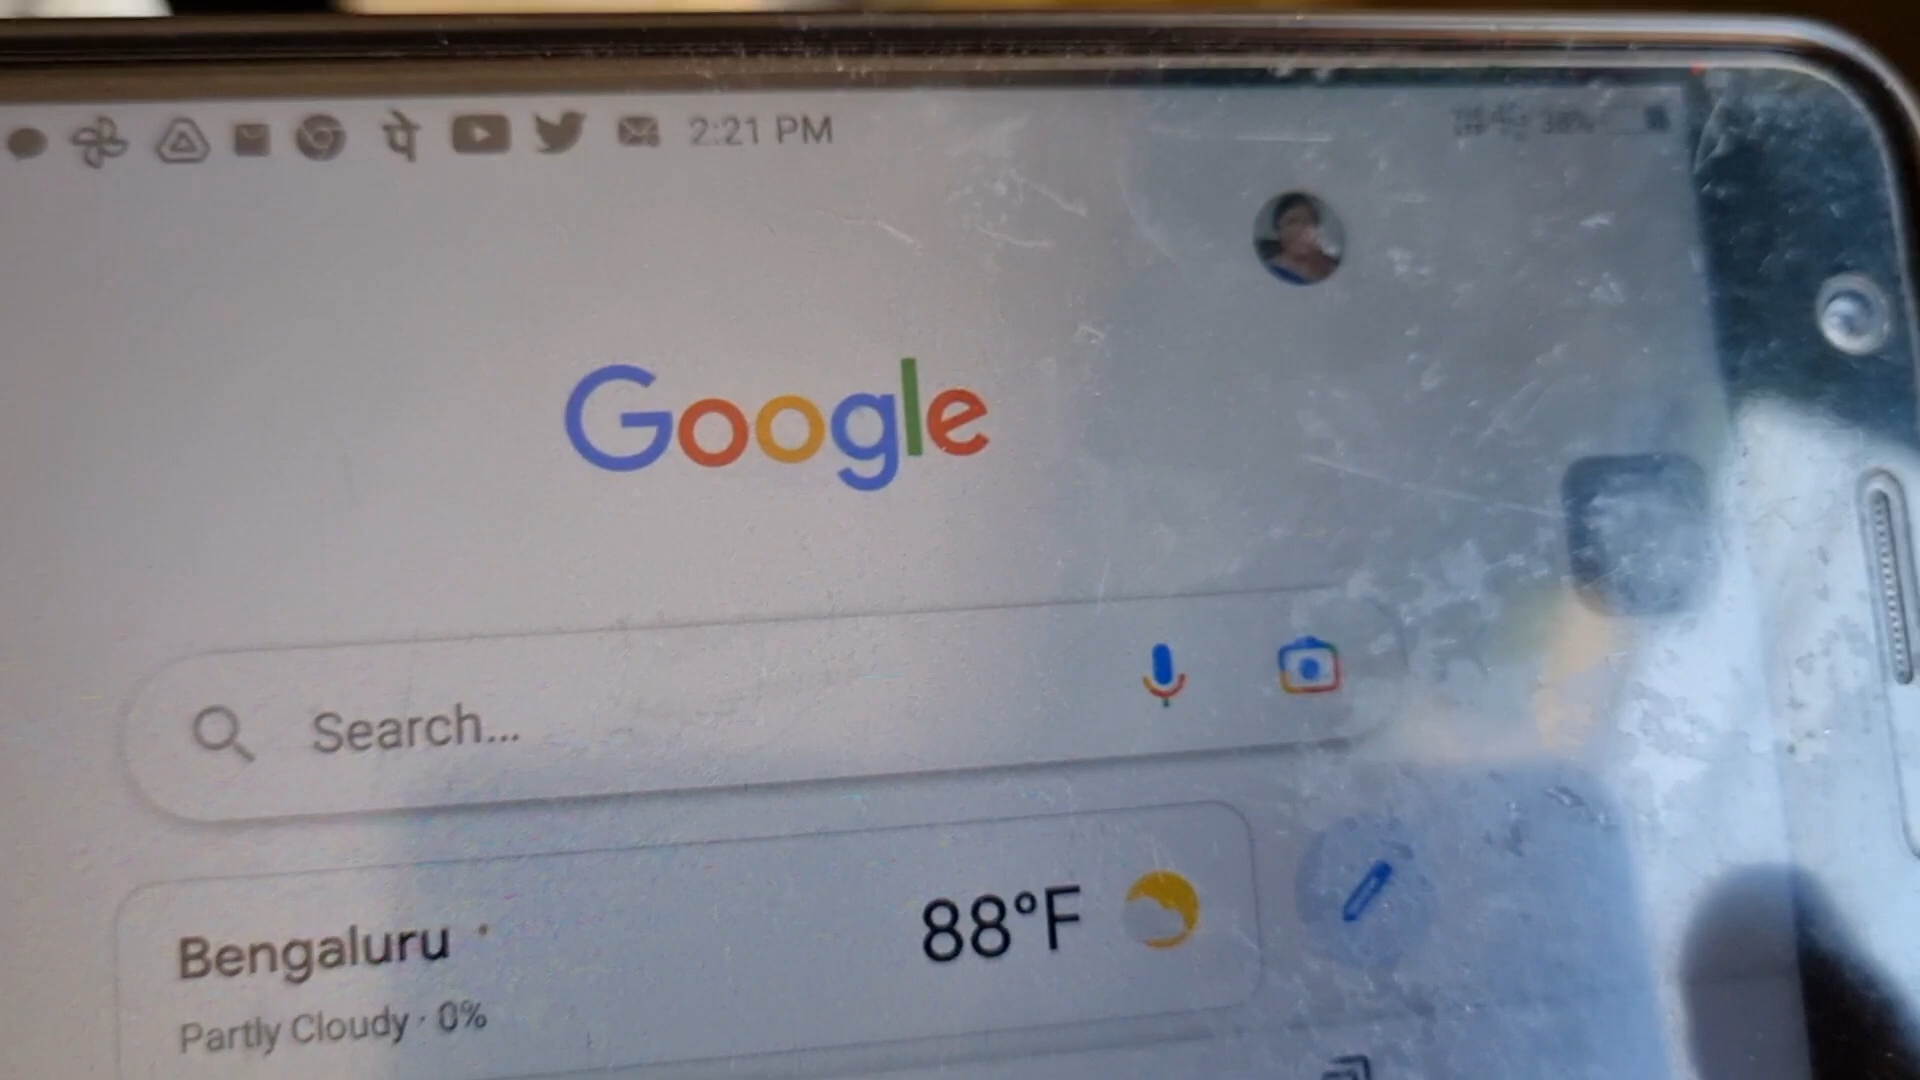 पे 2:21 PM
Google
Search...
Bengaluru
88°F
Partly Cloudy · 0%